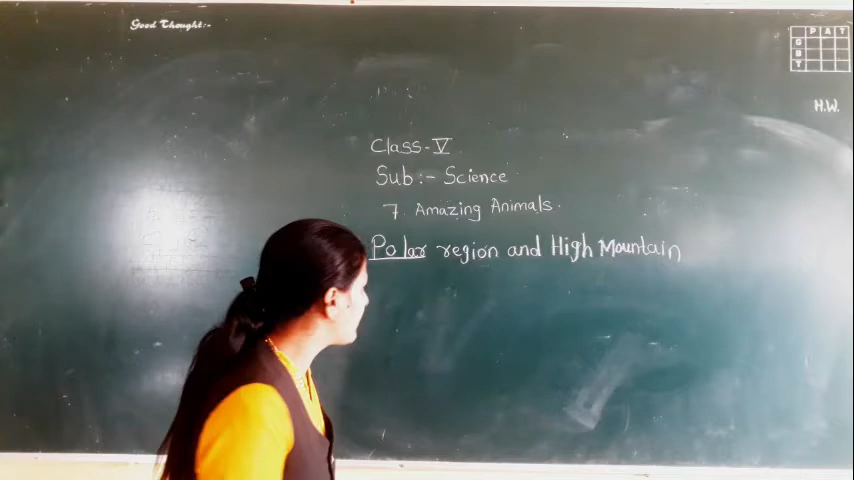 Good Thought:-
P A T
G
B
T
H.W.
Class-V
Sub:- Science
7. Amazing Animals.
Polar region and High Mountain